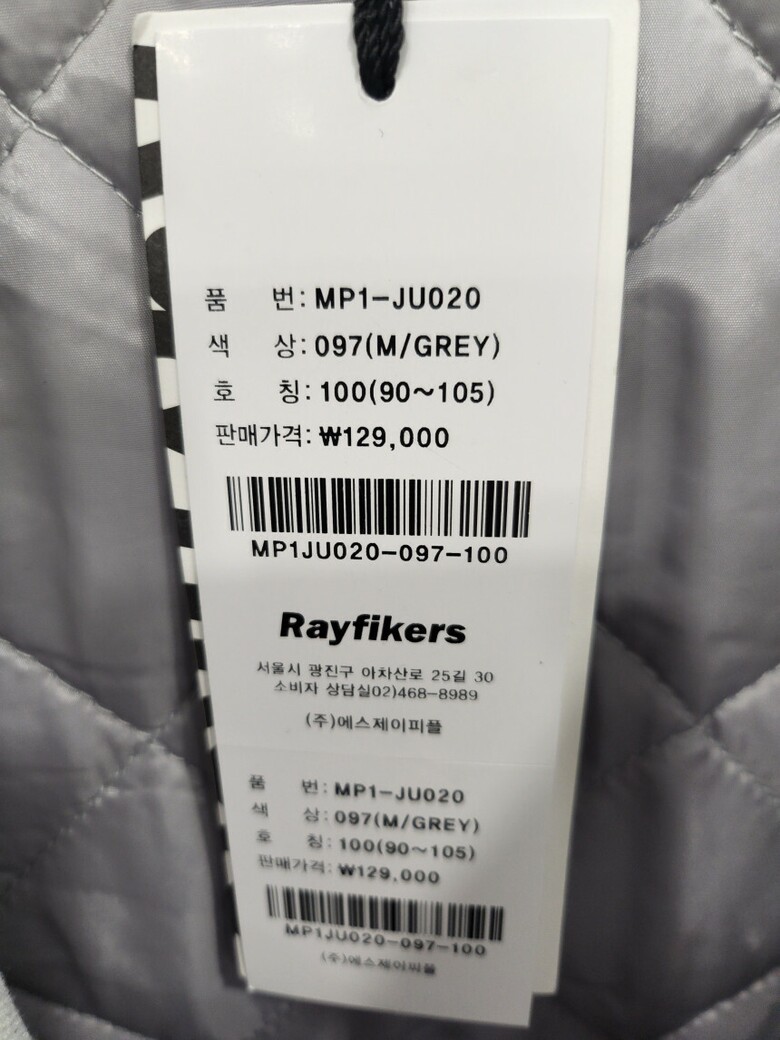 품 번: MP1-JU020
색 상: 097(M/GREY)
호 칭: 100(90~105)
판매가격: ₩129,000
MP1JU020-097-100
Rayfikers
서울시 광진구 아차산로 25길 30
소비자 상담실02)468-8989
(주)에스제이피플
품 번: MP1-JU020
색 상: 097(M/GREY)
호 칭: 100(90~105)
판매가격: ₩129,000
MP1JU020-097-100
(주)에스제이피플